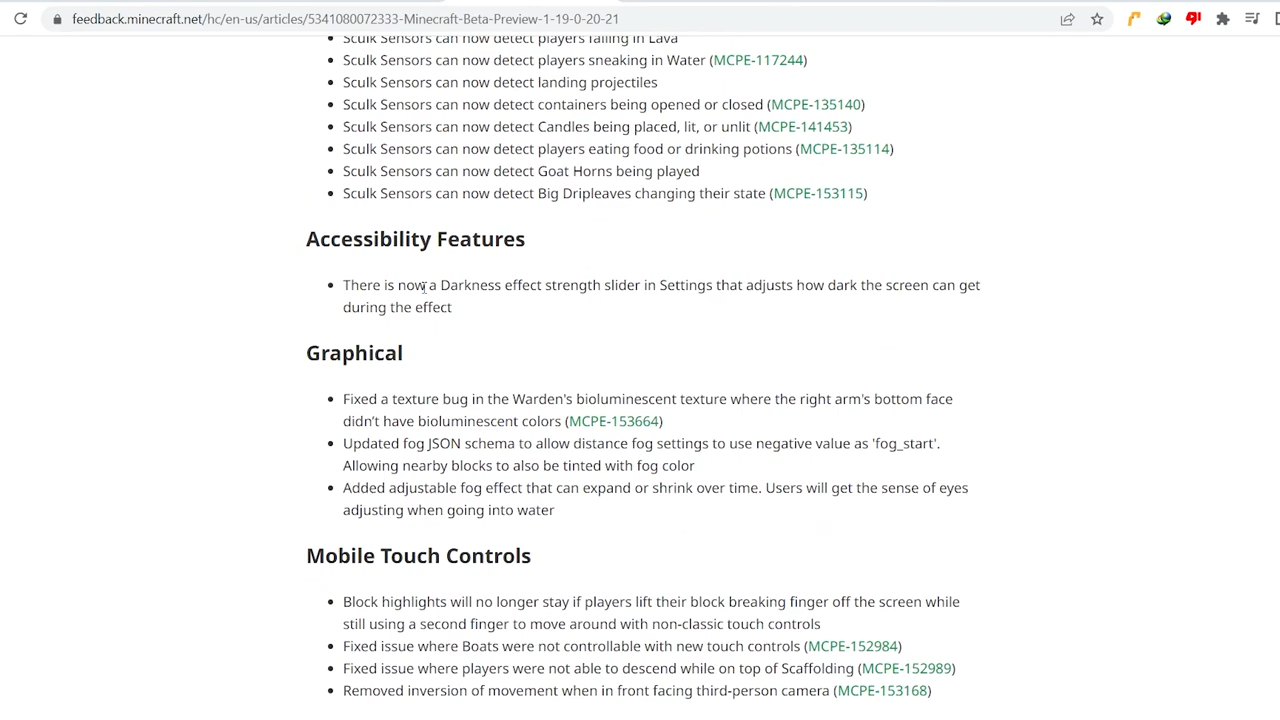 feedback.minecraft.net/hc/en-us/articles/5341080072333-Minecraft-Beta-Preview-1-19-0-20-21
Sculk Sensors can now detect players falling in Lava
Sculk Sensors can now detect players sneaking in Water (MCPE-117244)
Sculk Sensors can now detect landing projectiles
Sculk Sensors can now detect containers being opened or closed (MCPE-135140)
Sculk Sensors can now detect Candles being placed, lit, or unlit (MCPE-141453)
Sculk Sensors can now detect players eating food or drinking potions (MCPE-135114)
Sculk Sensors can now detect Goat Horns being played
Sculk Sensors can now detect Big Dripleaves changing their state (MCPE-153115)
Accessibility Features
There is now a Darkness effect strength slider in Settings that adjusts how dark the screen can get
during the effect
Graphical
Fixed a texture bug in the Warden's bioluminescent texture where the right arm's bottom face
didn't have bioluminescent colors (MCPE-153664)
Updated fog JSON schema to allow distance fog settings to use negative value as 'fog_start'.
Allowing nearby blocks to also be tinted with fog color
Added adjustable fog effect that can expand or shrink over time. Users will get the sense of eyes
adjusting when going into water
Mobile Touch Controls
Block highlights will no longer stay if players lift their block breaking finger off the screen while
still using a second finger to move around with non-classic touch controls
Fixed issue where Boats were not controllable with new touch controls (MCPE-152984)
Fixed issue where players were not able to descend while on top of Scaffolding (MCPE-152989)
Removed inversion of movement when in front facing third-person camera (MCPE-153168)